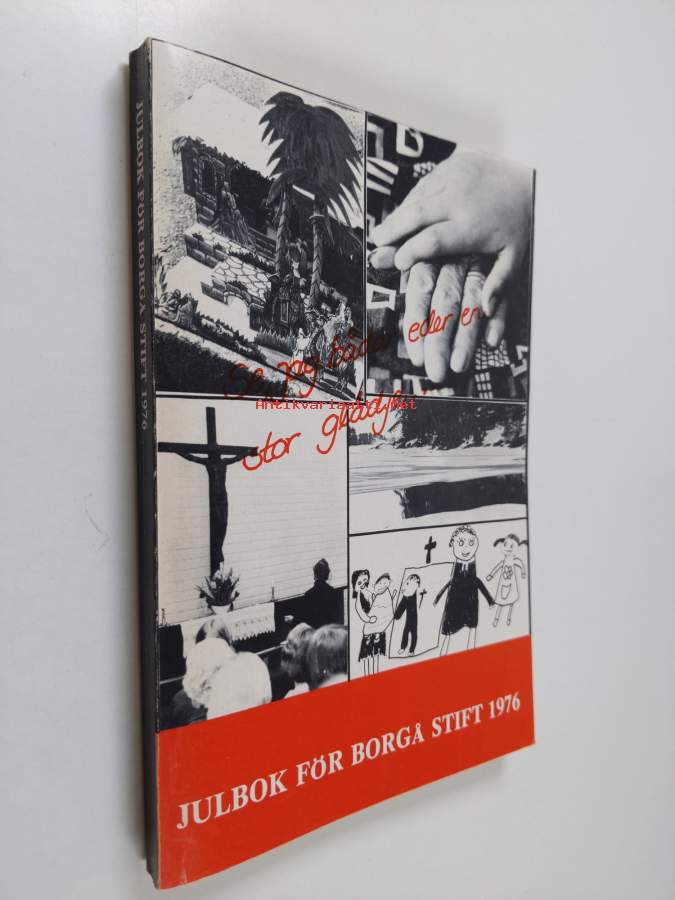 JULBOK FÖR BORGÅ STIFT 1976
Se, jag bådar eder en
Antikvariaatti.Net
stor glädje
JULBOK FÖR BORGÅ STIFT 1976